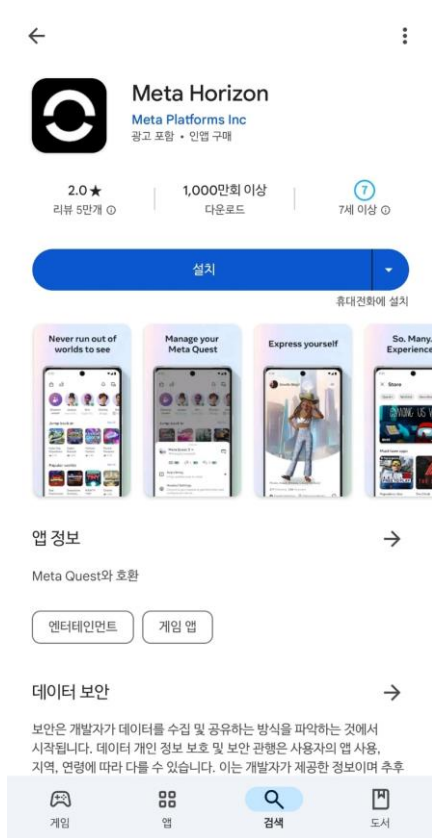 Meta Horizon
Meta Platforms Inc
광고 포함 • 인앱 구매
2.0 ★
리뷰 5만개
1,000만회 이상
다운로드
7
7세 이상
설치
휴대전화에 설치
Never run out of
worlds to see
Manage your
Meta Quest
Express yourself
So. Many.
Experience
Store
AMONG US V
앱 정보
Meta Quest와 호환
엔터테인먼트
게임 앱
데이터 보안
보안은 개발자가 데이터를 수집 및 공유하는 방식을 파악하는 것에서
시작됩니다. 데이터 개인 정보 보호 및 보안 관행은 사용자의 앱 사용,
지역, 연령에 따라 다를 수 있습니다. 이는 개발자가 제공한 정보이며 추후
게임
앱
검색
도서